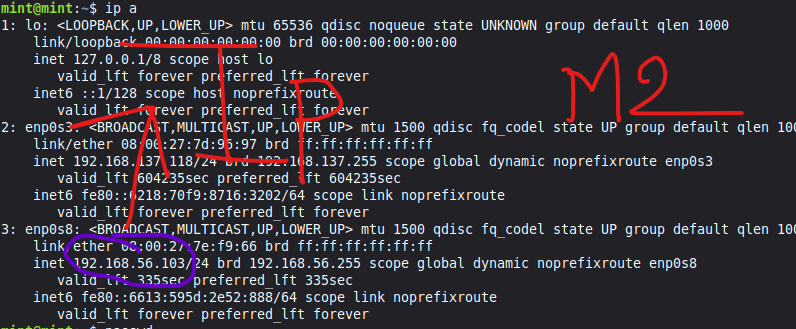 mint@mint:~$ ip a
1: lo: <LOOPBACK,UP,LOWER_UP> mtu 65536 qdisc noqueue state UNKNOWN group default qlen 1000
link/loopback 00:00:00:00:00:00 brd 00:00:00:00:00:00
inet 127.0.0.1/8 scope host lo
valid_lft forever preferred_lft forever
inet6 ::1/128 scope host noprefixroute
valid_lft forever preferred_lft forever
IP
M2
2: enp0s3: <BROADCAST,MULTICAST,UP,LOWER_UP> mtu 1500 qdisc fq_codel state UP group default qlen 100
link/ether 08:00:27:7d:96:97 brd ff:ff:ff:ff:ff:ff
inet 192.168.137.118/24 brd 192.168.137.255 scope global dynamic noprefixroute enp0s3
valid_lft 604235sec preferred_lft 604235sec
inet6 fe80::6218:70f9:8716:3202/64 scope link noprefixroute
valid_lft forever preferred_lft forever
3: enp0s8: <BROADCAST,MULTICAST,UP,LOWER_UP> mtu 1500 qdisc fq_codel state UP group default qlen 100
link/ether 08:00:27:7e:f9:66 brd ff:ff:ff:ff:ff:ff
inet 192.168.56.103/24 brd 192.168.56.255 scope global dynamic noprefixroute enp0s8
valid_lft 335sec preferred_lft 335sec
inet6 fe80::6613:595d:2e52:888/64 scope link noprefixroute
valid_lft forever preferred_lft forever